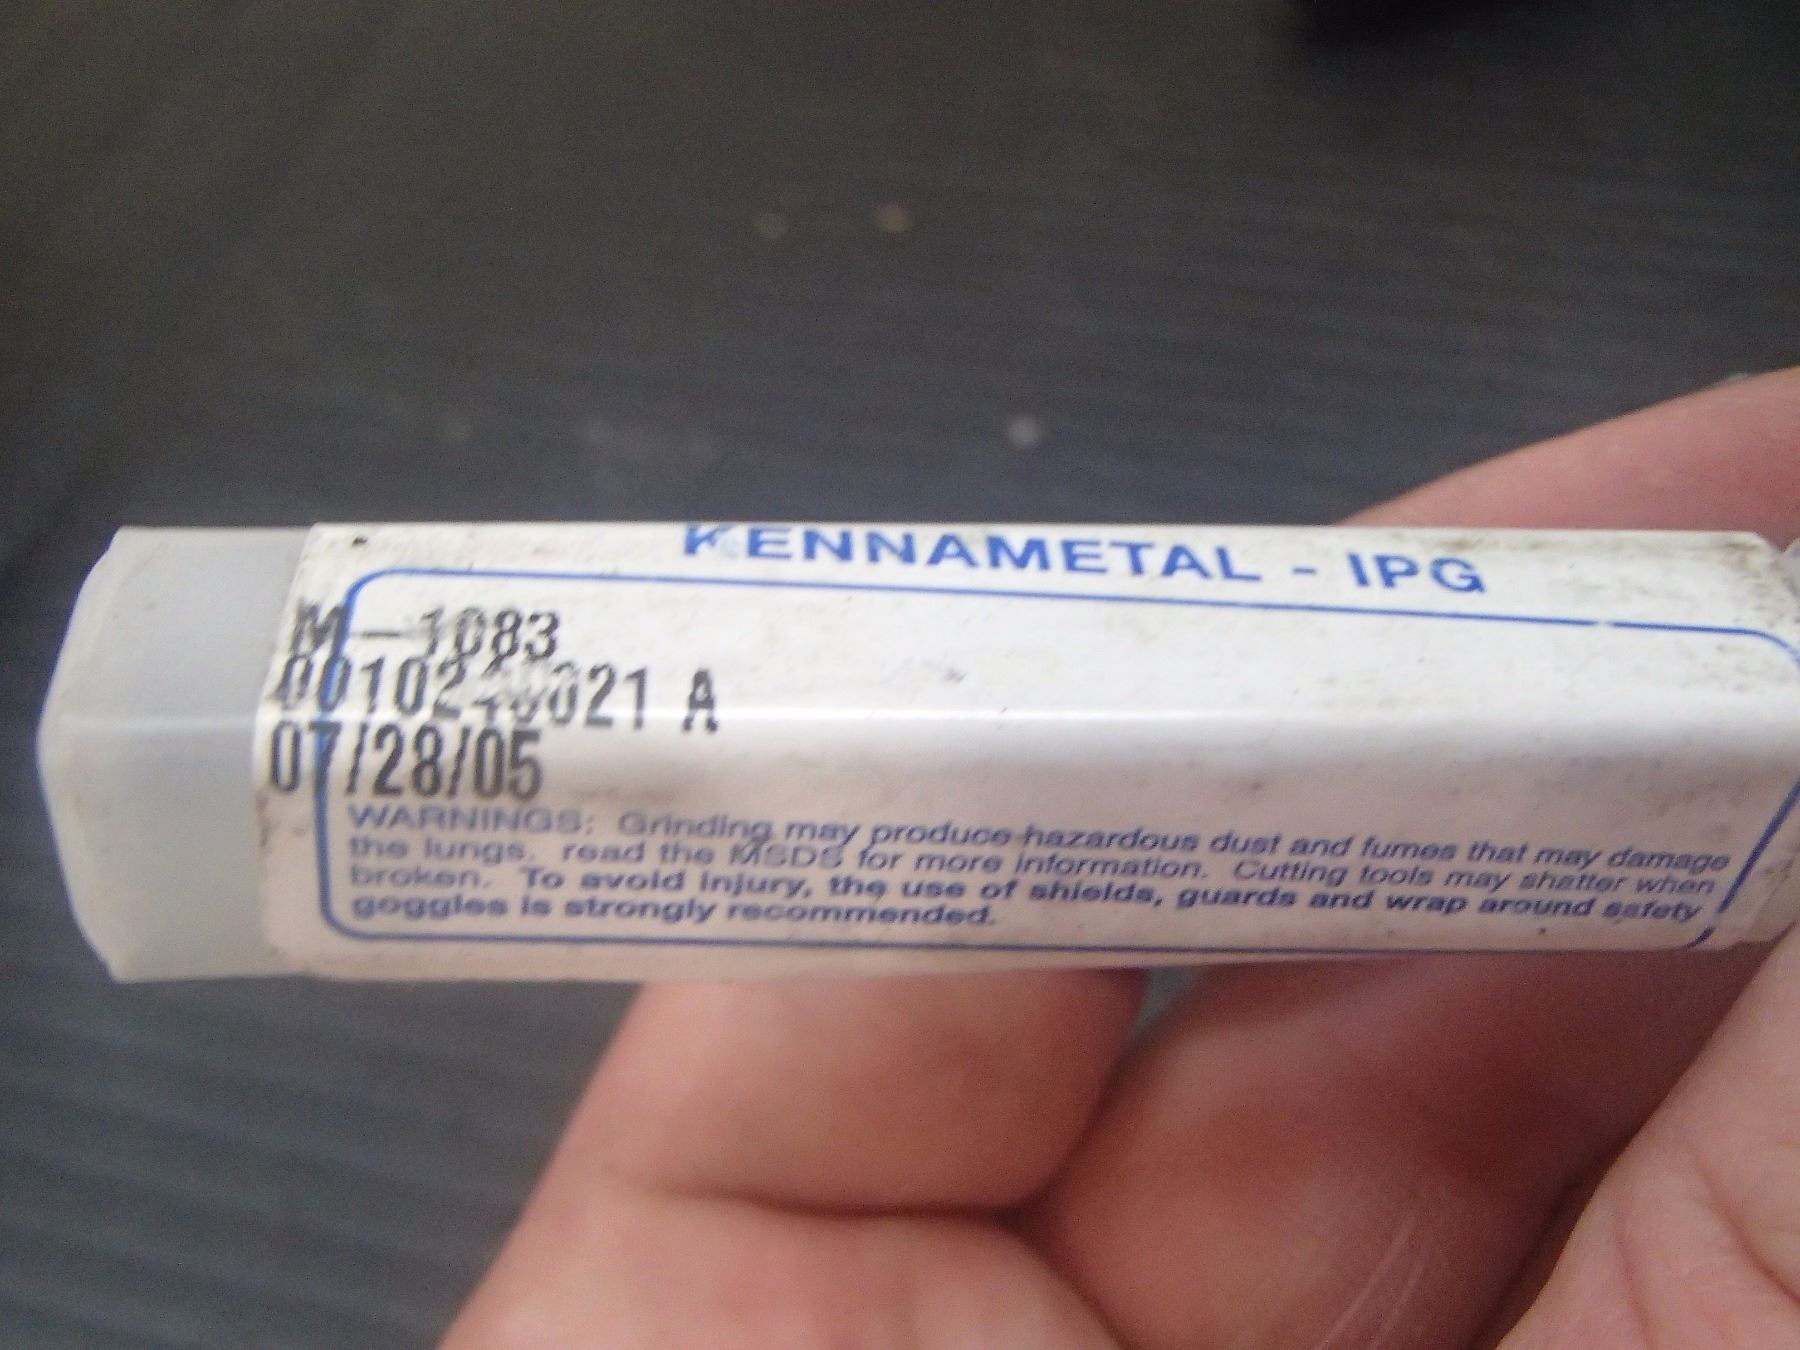 KENNAMETAL - IPG
M-1083
A
07/28/05
WARNINGS: Grinding may produce hazardous dust and fumes that may damage
the lungs. read the MSDS for more information. Cutting tools may shatter when
broken. To avoid injury, the use of shields, guards and wrap around safety
goggles is strongly recommended.